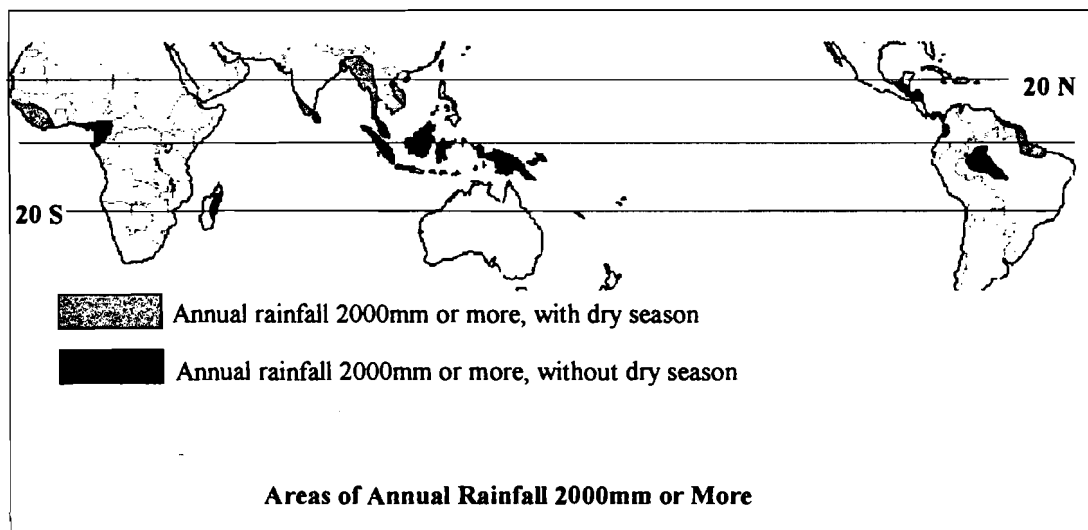 20 N
20 S
Annual rainfall 2000mm or more, with dry season
Annual rainfall 2000mm or more, without dry season
Areas of Annual Rainfall 2000mm or More